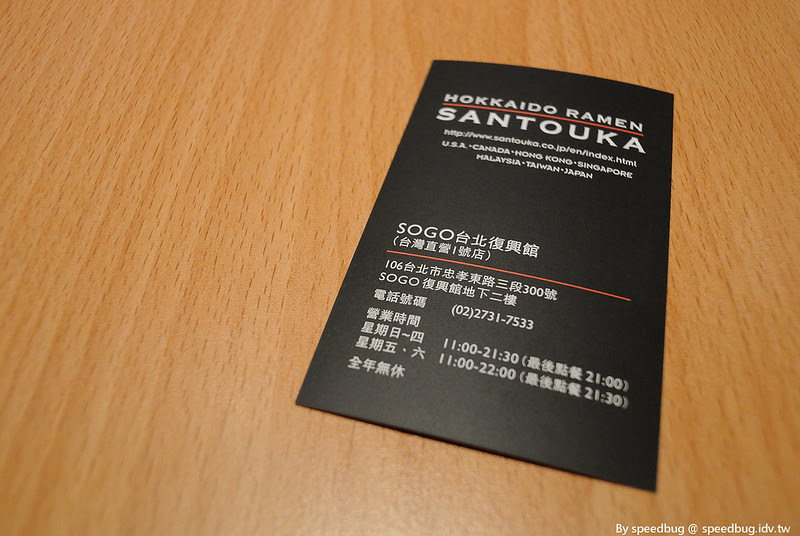 HOKKAIDO RAMEN
SANTOUKA
http://www.santouka.co.jp/en/index.html
U.S.A.・CANADA・HONG KONG・SINGAPORE
MALAYSIA・TAIWAN・JAPAN
SOGO台北復興館
（台灣直營1號店）
106台北市忠孝東路三段300號
SOGO 復興館地下二樓
電話號碼 (02)2731-7533
營業時間
星期日~四 11:00-21:30 (最後點餐 21:00)
星期五、六 11:00-22:00 (最後點餐 21:30)
全年無休
By speedbug @ speedbug.idv.tw